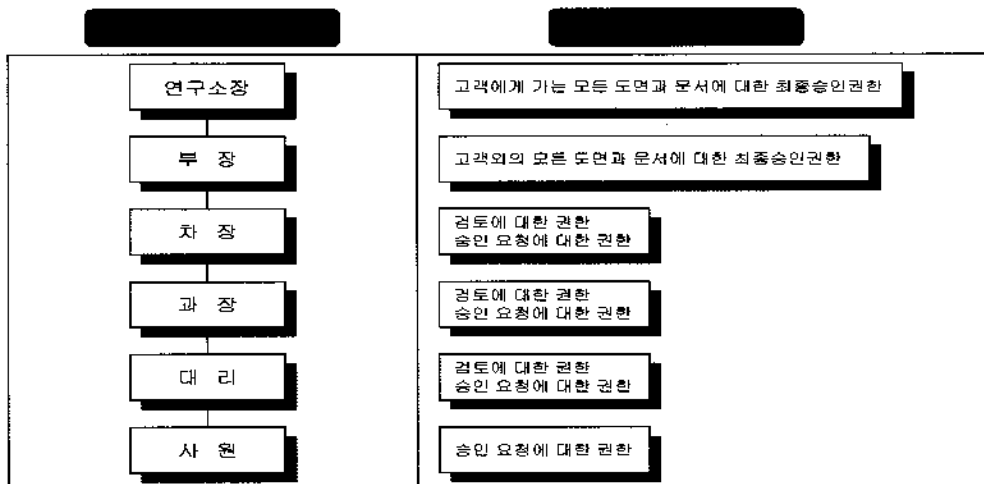 연구소장
고객에게 가는 모든 도면과 문서에 대한 최종승인권한
부 장
고객외의 모든 도면과 문서에 대한 최종승인권한
차 장
검토에 대한 권한
승인 요청에 대한 권한
과 장
검토에 대한 권한
승인 요청에 대한 권한
대 리
검토에 대한 권한
승인 요청에 대한 권한
사 원
승인 요청에 대한 권한